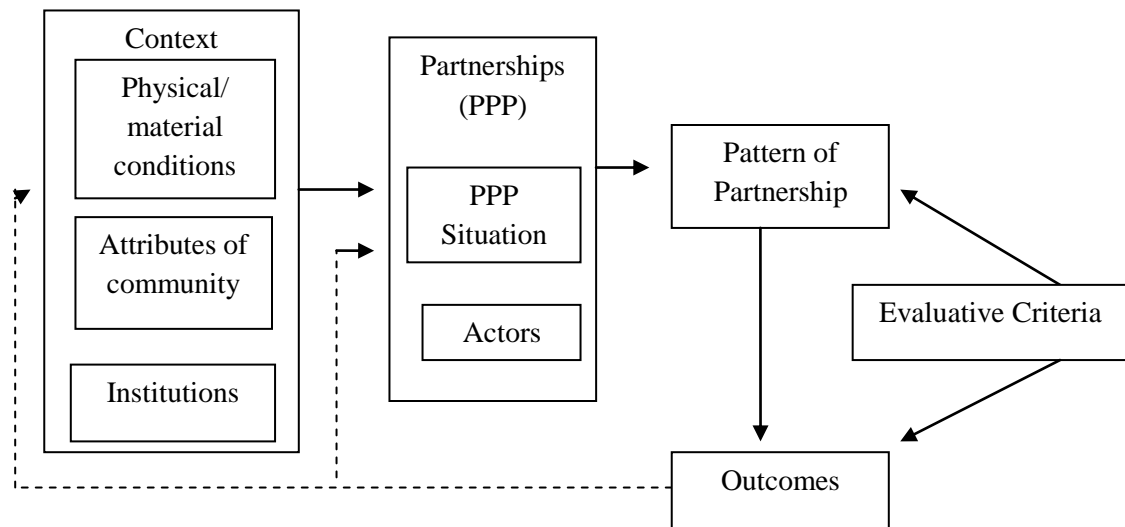 Context
Physical/
material
conditions
Attributes of
community
Institutions
Partnerships
(PPP)
PPP
Situation
Actors
Pattern of
Partnership
Evaluative Criteria
Outcomes